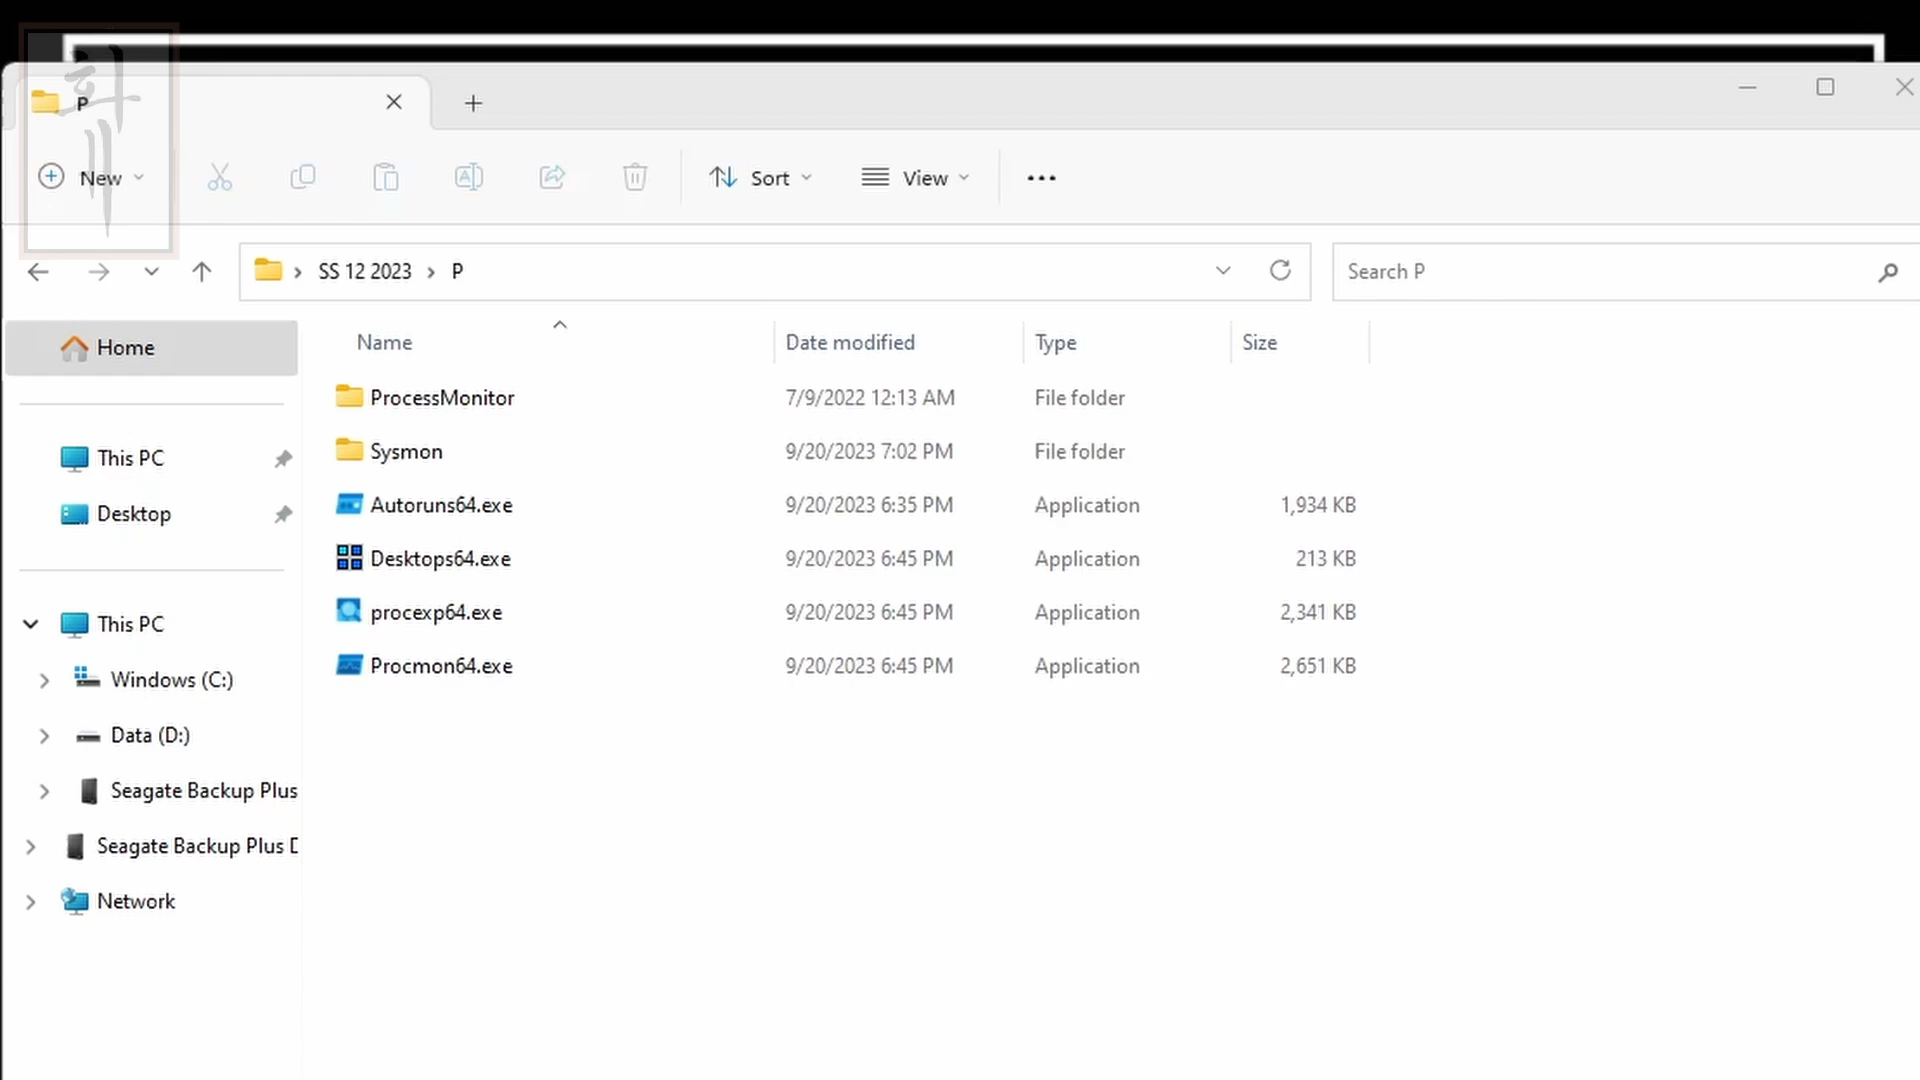 P
New
Sort
View
SS 12 2023
P
Search P
Home
Name
Date modified
Type
Size
ProcessMonitor
7/9/2022 12:13 AM
File folder
This PC
Sysmon
9/20/2023 7:02 PM
File folder
Desktop
Autoruns64.exe
9/20/2023 6:35 PM
Application
1,934 KB
Desktops64.exe
9/20/2023 6:45 PM
Application
213 KB
This PC
procexp64.exe
9/20/2023 6:45 PM
Application
2,341 KB
Windows (C:)
Procmon64.exe
9/20/2023 6:45 PM
Application
2,651 KB
Data (D:)
Seagate Backup Plus
Seagate Backup Plus D
Network